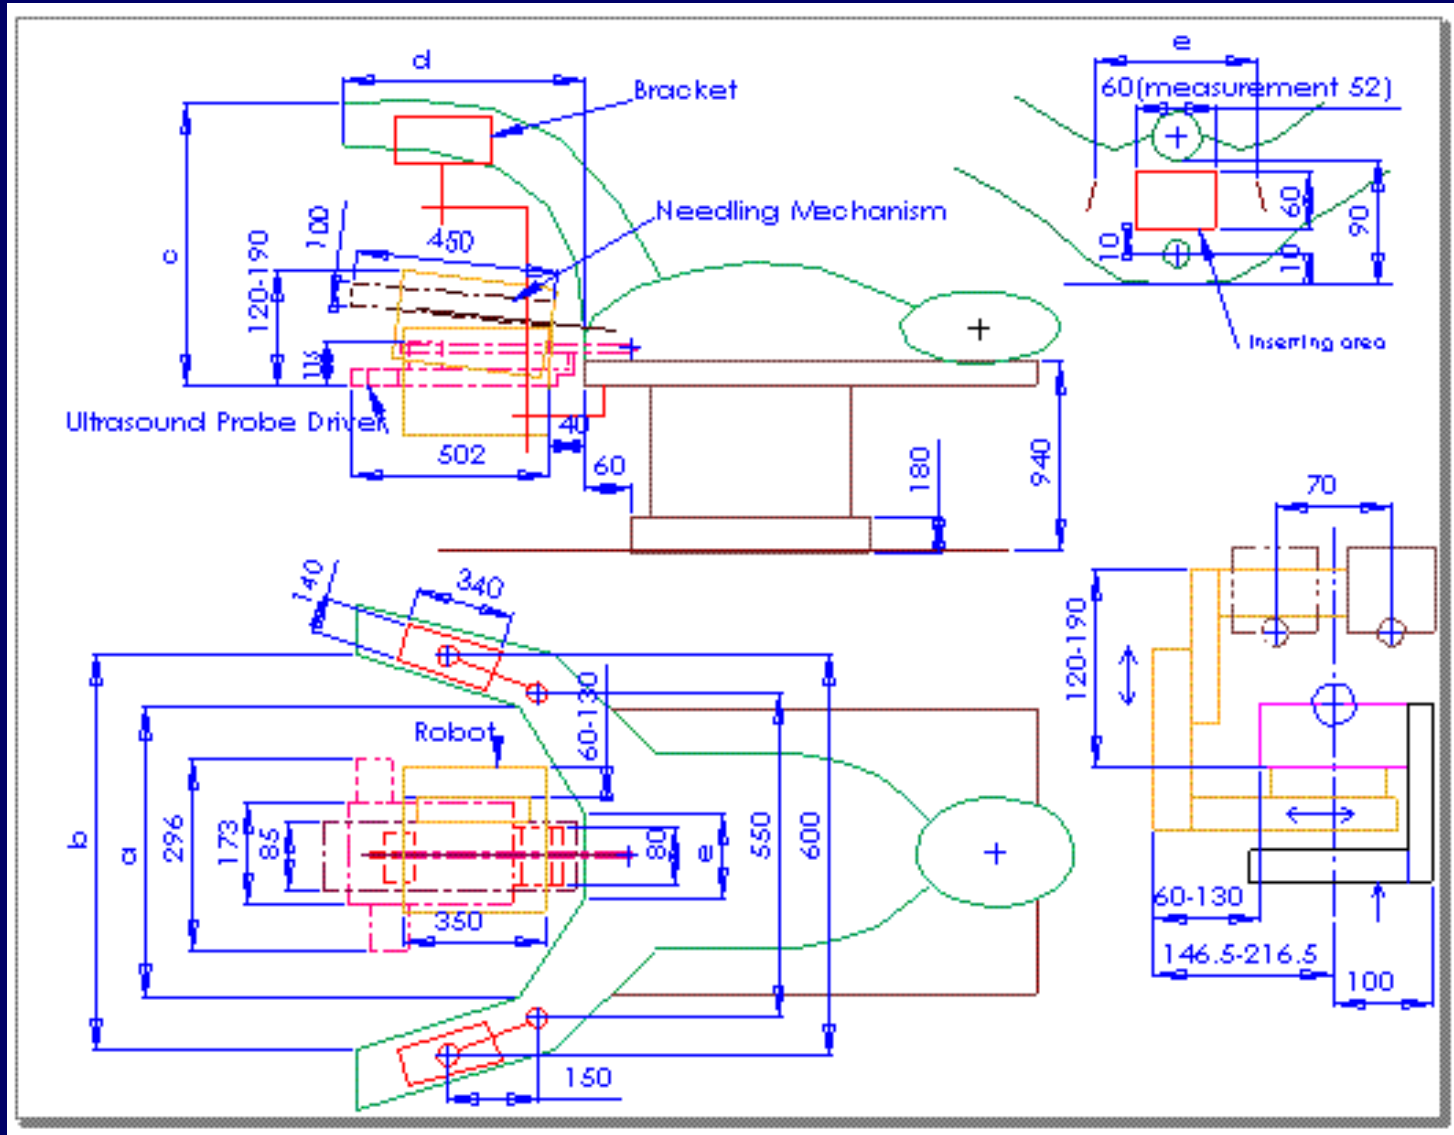 d
Bracket
c
Needling Mechanism
100
450
120-190
116
Ultrasound Probe Driver
40
502
60
180
940
e
60(measurement 52)
60
90
10
10
Inserting area
140
340
60-130
Robot
b
a
296
173
85
80
e
550
600
350
150
70
120-190
60-130
146.5-216.5
100